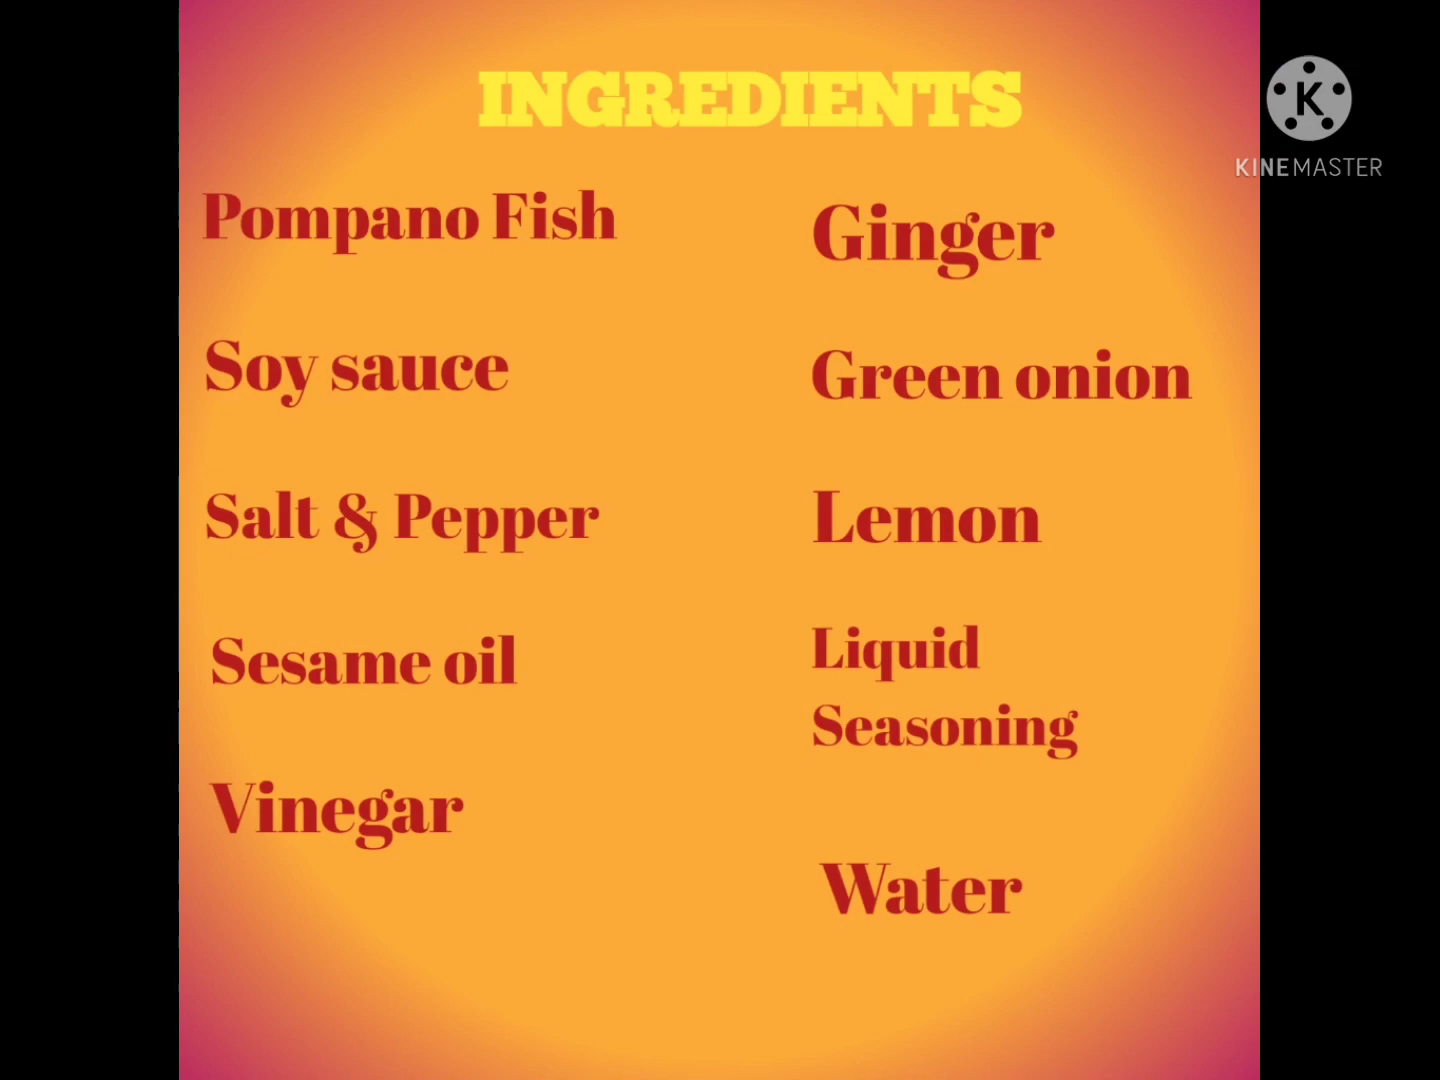 INGREDIENTS
Pompano Fish
Soy sauce
Salt & Pepper
Sesame oil
Vinegar
Ginger
Green onion
Lemon
Liquid
Seasoning
Water
K
KINEMASTER